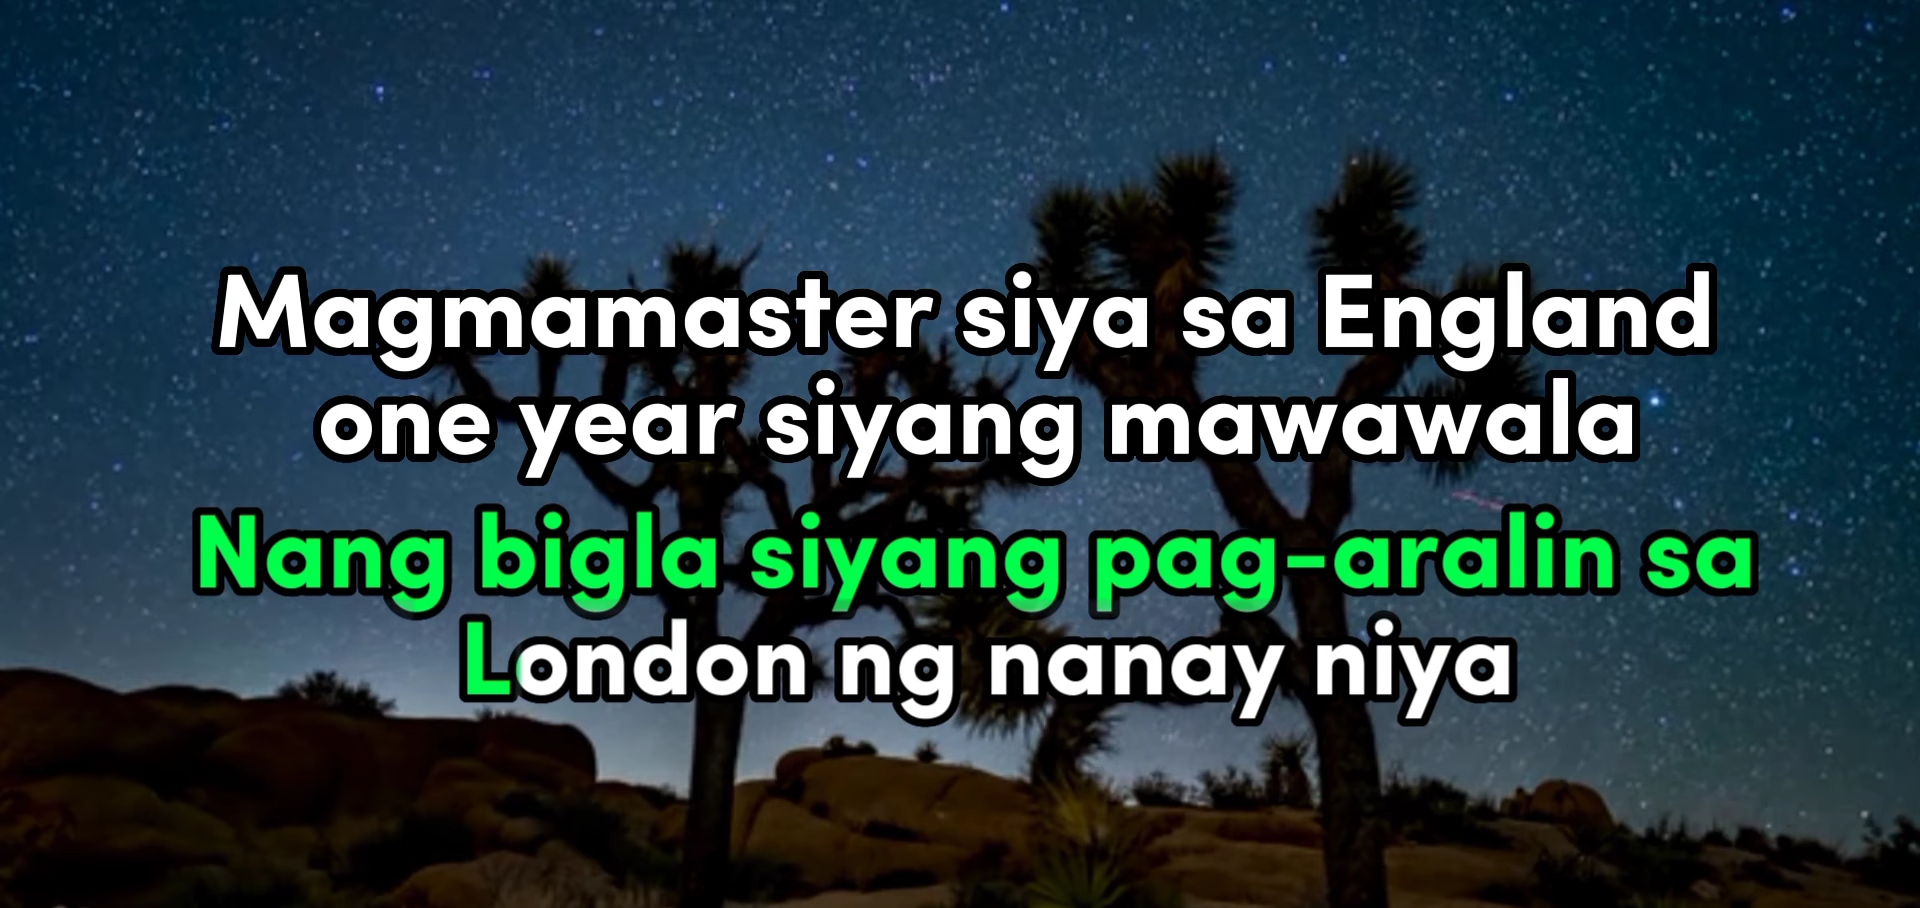 Magmamaster siya sa England
one year siyang mawawala
Nang bigla siyang pag-aralin sa
London ng nanay niya